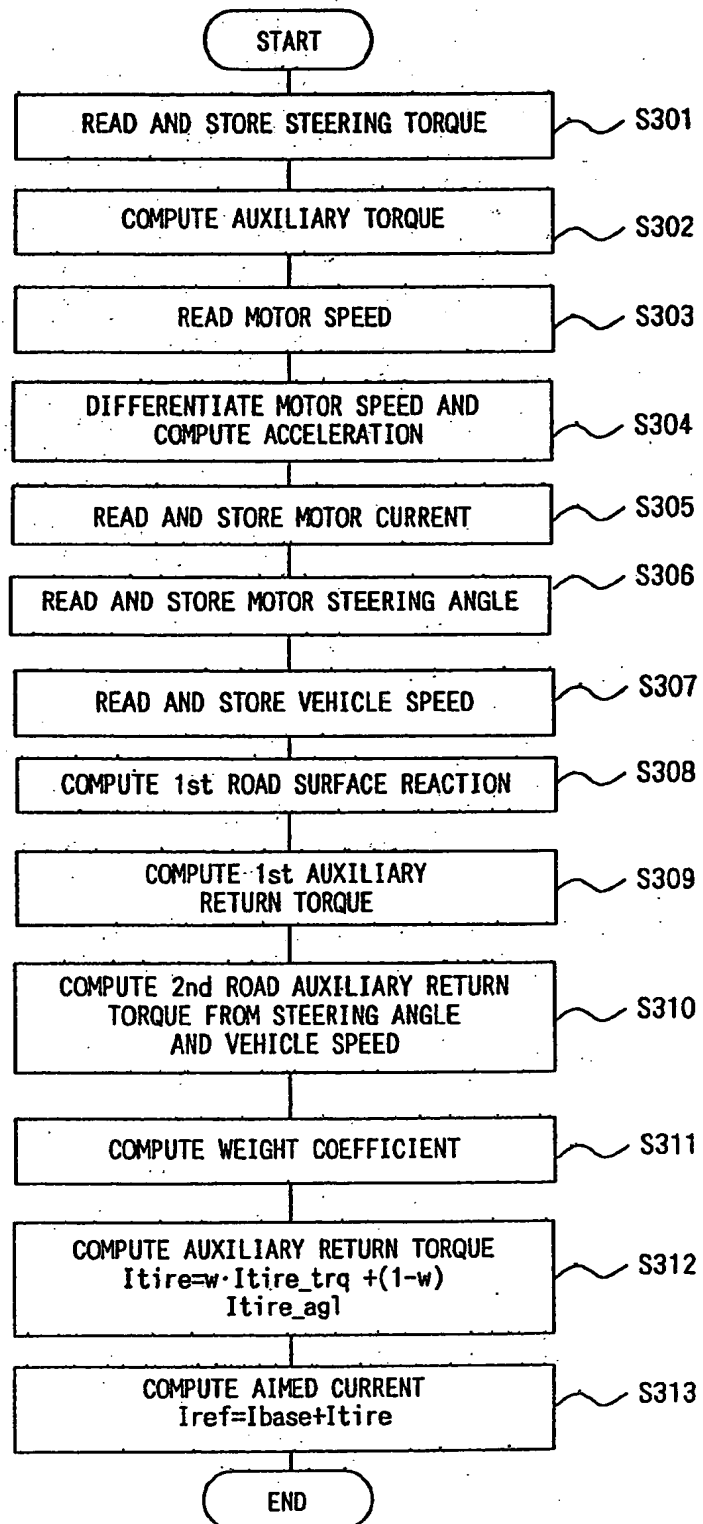 START
READ AND STORE STEERING TORQUE
S301
COMPUTE AUXILIARY TORQUE
S302
READ MOTOR SPEED
S303
DIFFERENTIATE MOTOR SPEED AND
COMPUTE ACCELERATION
S304
READ AND STORE MOTOR CURRENT
S305
READ AND STORE MOTOR STEERING ANGLE
S306
READ AND STORE VEHICLE SPEED
S307
COMPUTE 1st ROAD SURFACE REACTION
S308
COMPUTE 1st AUXILIARY
RETURN TORQUE
S309
COMPUTE 2nd ROAD AUXILIARY RETURN
TORQUE FROM STEERING ANGLE
AND VEHICLE SPEED
S310
COMPUTE WEIGHT COEFFICIENT
S311
COMPUTE AUXILIARY RETURN TORQUE
Itire=w·Itire_trq +(1-w)
Itire_agl
S312
COMPUTE AIMED CURRENT
Iref=Ibase+Itire
S313
END